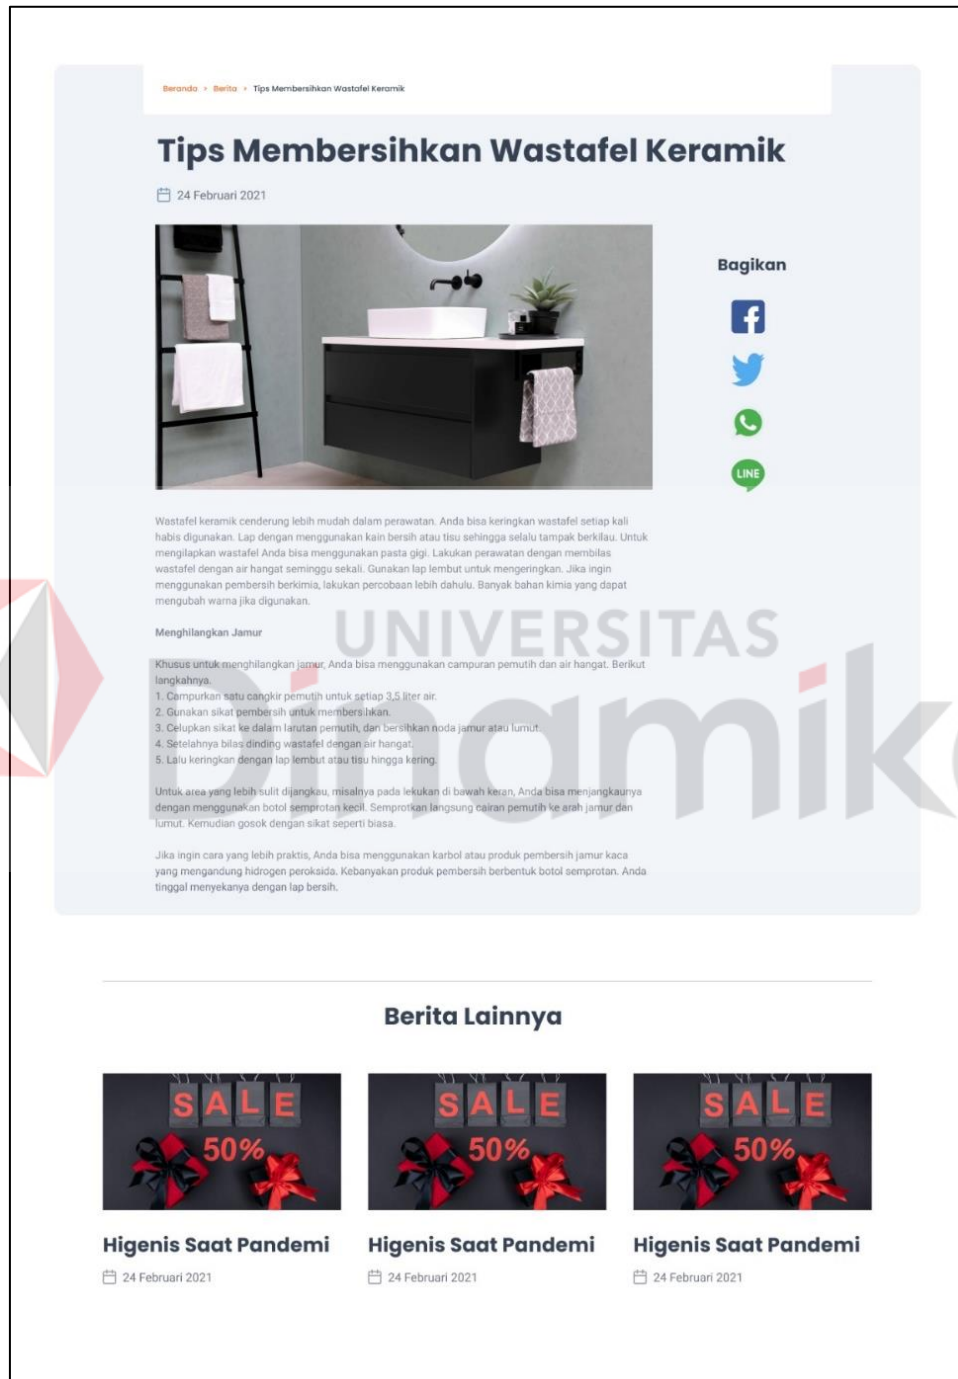 Beranda > Berita > Tips Membersihkan Wastafel Keramik
Tips Membersihkan Wastafel Keramik
24 Februari 2021
Bagikan
LINE
Wastafel keramik cenderung lebih mudah dalam perawatan. Anda bisa keringkan wastafel setiap kali
habis digunakan. Lap dengan menggunakan kain bersih atau tisu sehingga selalu tampak berkilau. Untuk
mengilapkan wastafel Anda bisa menggunakan pasta gigi. Lakukan perawatan dengan membilas
wastafel dengan air hangat seminggu sekali. Gunakan lap lembut untuk mengeringkan. Jika ingin
menggunakan pembersih berkimia, lakukan percobaan lebih dahulu. Banyak bahan kimia yang dapat
mengubah warna jika digunakan.
Menghilangkan Jamur
UNIVERSITAS
Dinamika
Khusus untuk menghilangkan jamur, Anda bisa menggunakan campuran pemutih dan air hangat. Berikut
langkahnya.
1. Campurkan satu cangkir pemutih untuk setiap 3,5 liter air.
2. Gunakan sikat pembersih untuk membersihkan.
3. Celupkan sikat ke dalam larutan pemutih, dan bersihkan noda jamur atau lumut.
4. Setelahnya bilas dinding wastafel dengan air hangat.
5. Lalu keringkan dengan lap lembut atau tisu hingga kering.
Untuk area yang lebih sulit dijangkau, misalnya pada lekukan di bawah keran, Anda bisa menjangkaunya
dengan menggunakan botol semprotan kecil. Semprotkan langsung cairan pemutih ke arah jamur dan
lumut. Kemudian gosok dengan sikat seperti biasa.
Jika ingin cara yang lebih praktis, Anda bisa menggunakan karbol atau produk pembersih jamur kaca
yang mengandung hidrogen peroksida. Kebanyakan produk pembersih berbentuk botol semprotan. Anda
tinggal menyekanya dengan lap bersih.
Berita Lainnya
SALE
50%
SALE
50%
SALE
50%
Higenis Saat Pandemi
Higenis Saat Pandemi
Higenis Saat Pandemi
24 Februari 2021
24 Februari 2021
24 Februari 2021